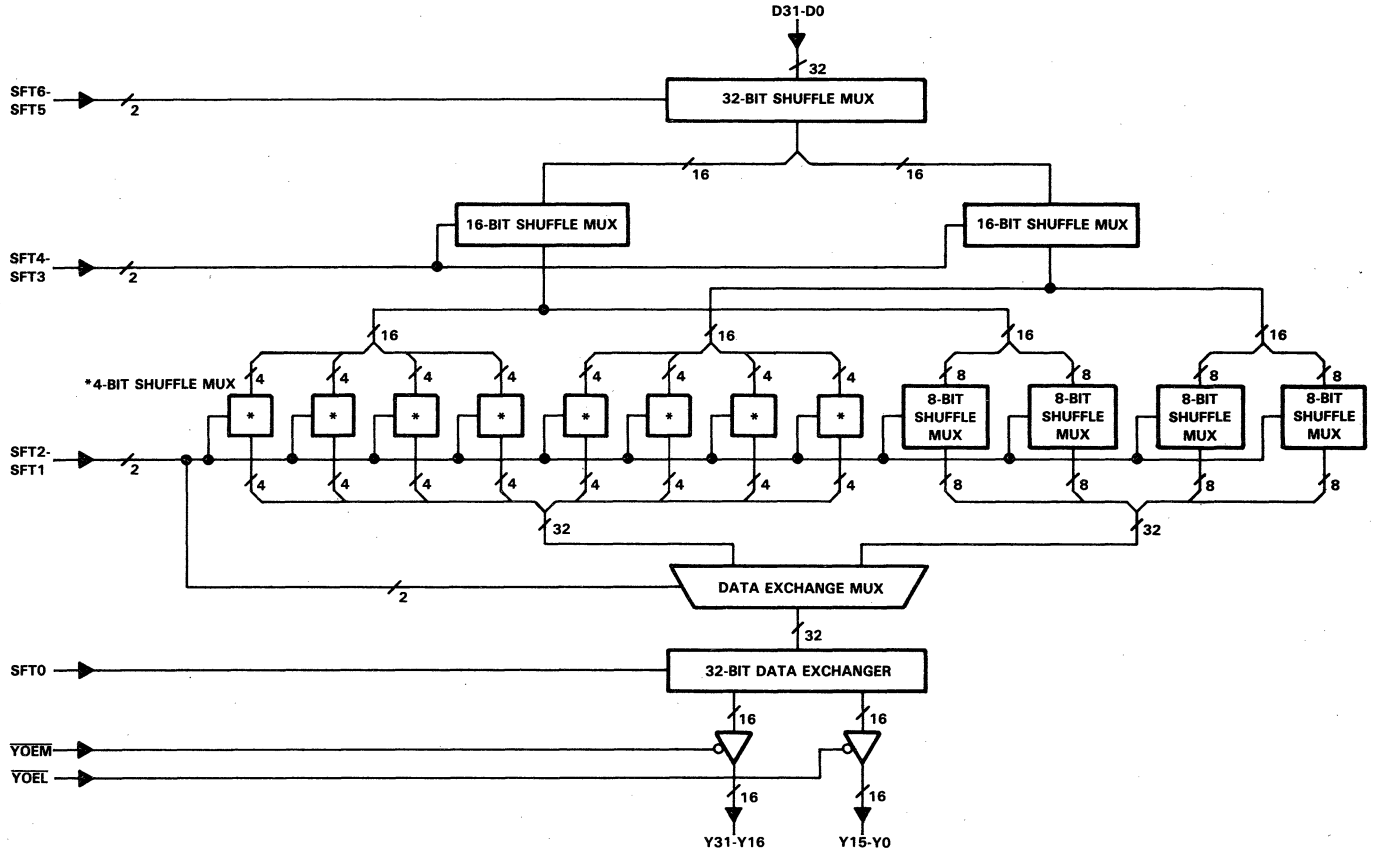 D31-D0
32
SFT6-
SFT5
2
32-BIT SHUFFLE MUX
16
16
16-BIT SHUFFLE MUX
16-BIT SHUFFLE MUX
SFT4-
SFT3
2
16
16
16
16
*4-BIT SHUFFLE MUX
4
4
4
4
4
4
4
4
8
8
8
8
*
*
*
*
*
*
*
*
8-BIT
SHUFFLE
MUX
8-BIT
SHUFFLE
MUX
8-BIT
SHUFFLE
MUX
8-BIT
SHUFFLE
MUX
SFT2-
SFT1
2
4
4
4
4
4
4
4
4
8
8
8
8
32
32
2
DATA EXCHANGE MUX
32
SFT0
32-BIT DATA EXCHANGER
16
16
YOEM
YOEL
16
16
Y31-Y16
Y15-Y0